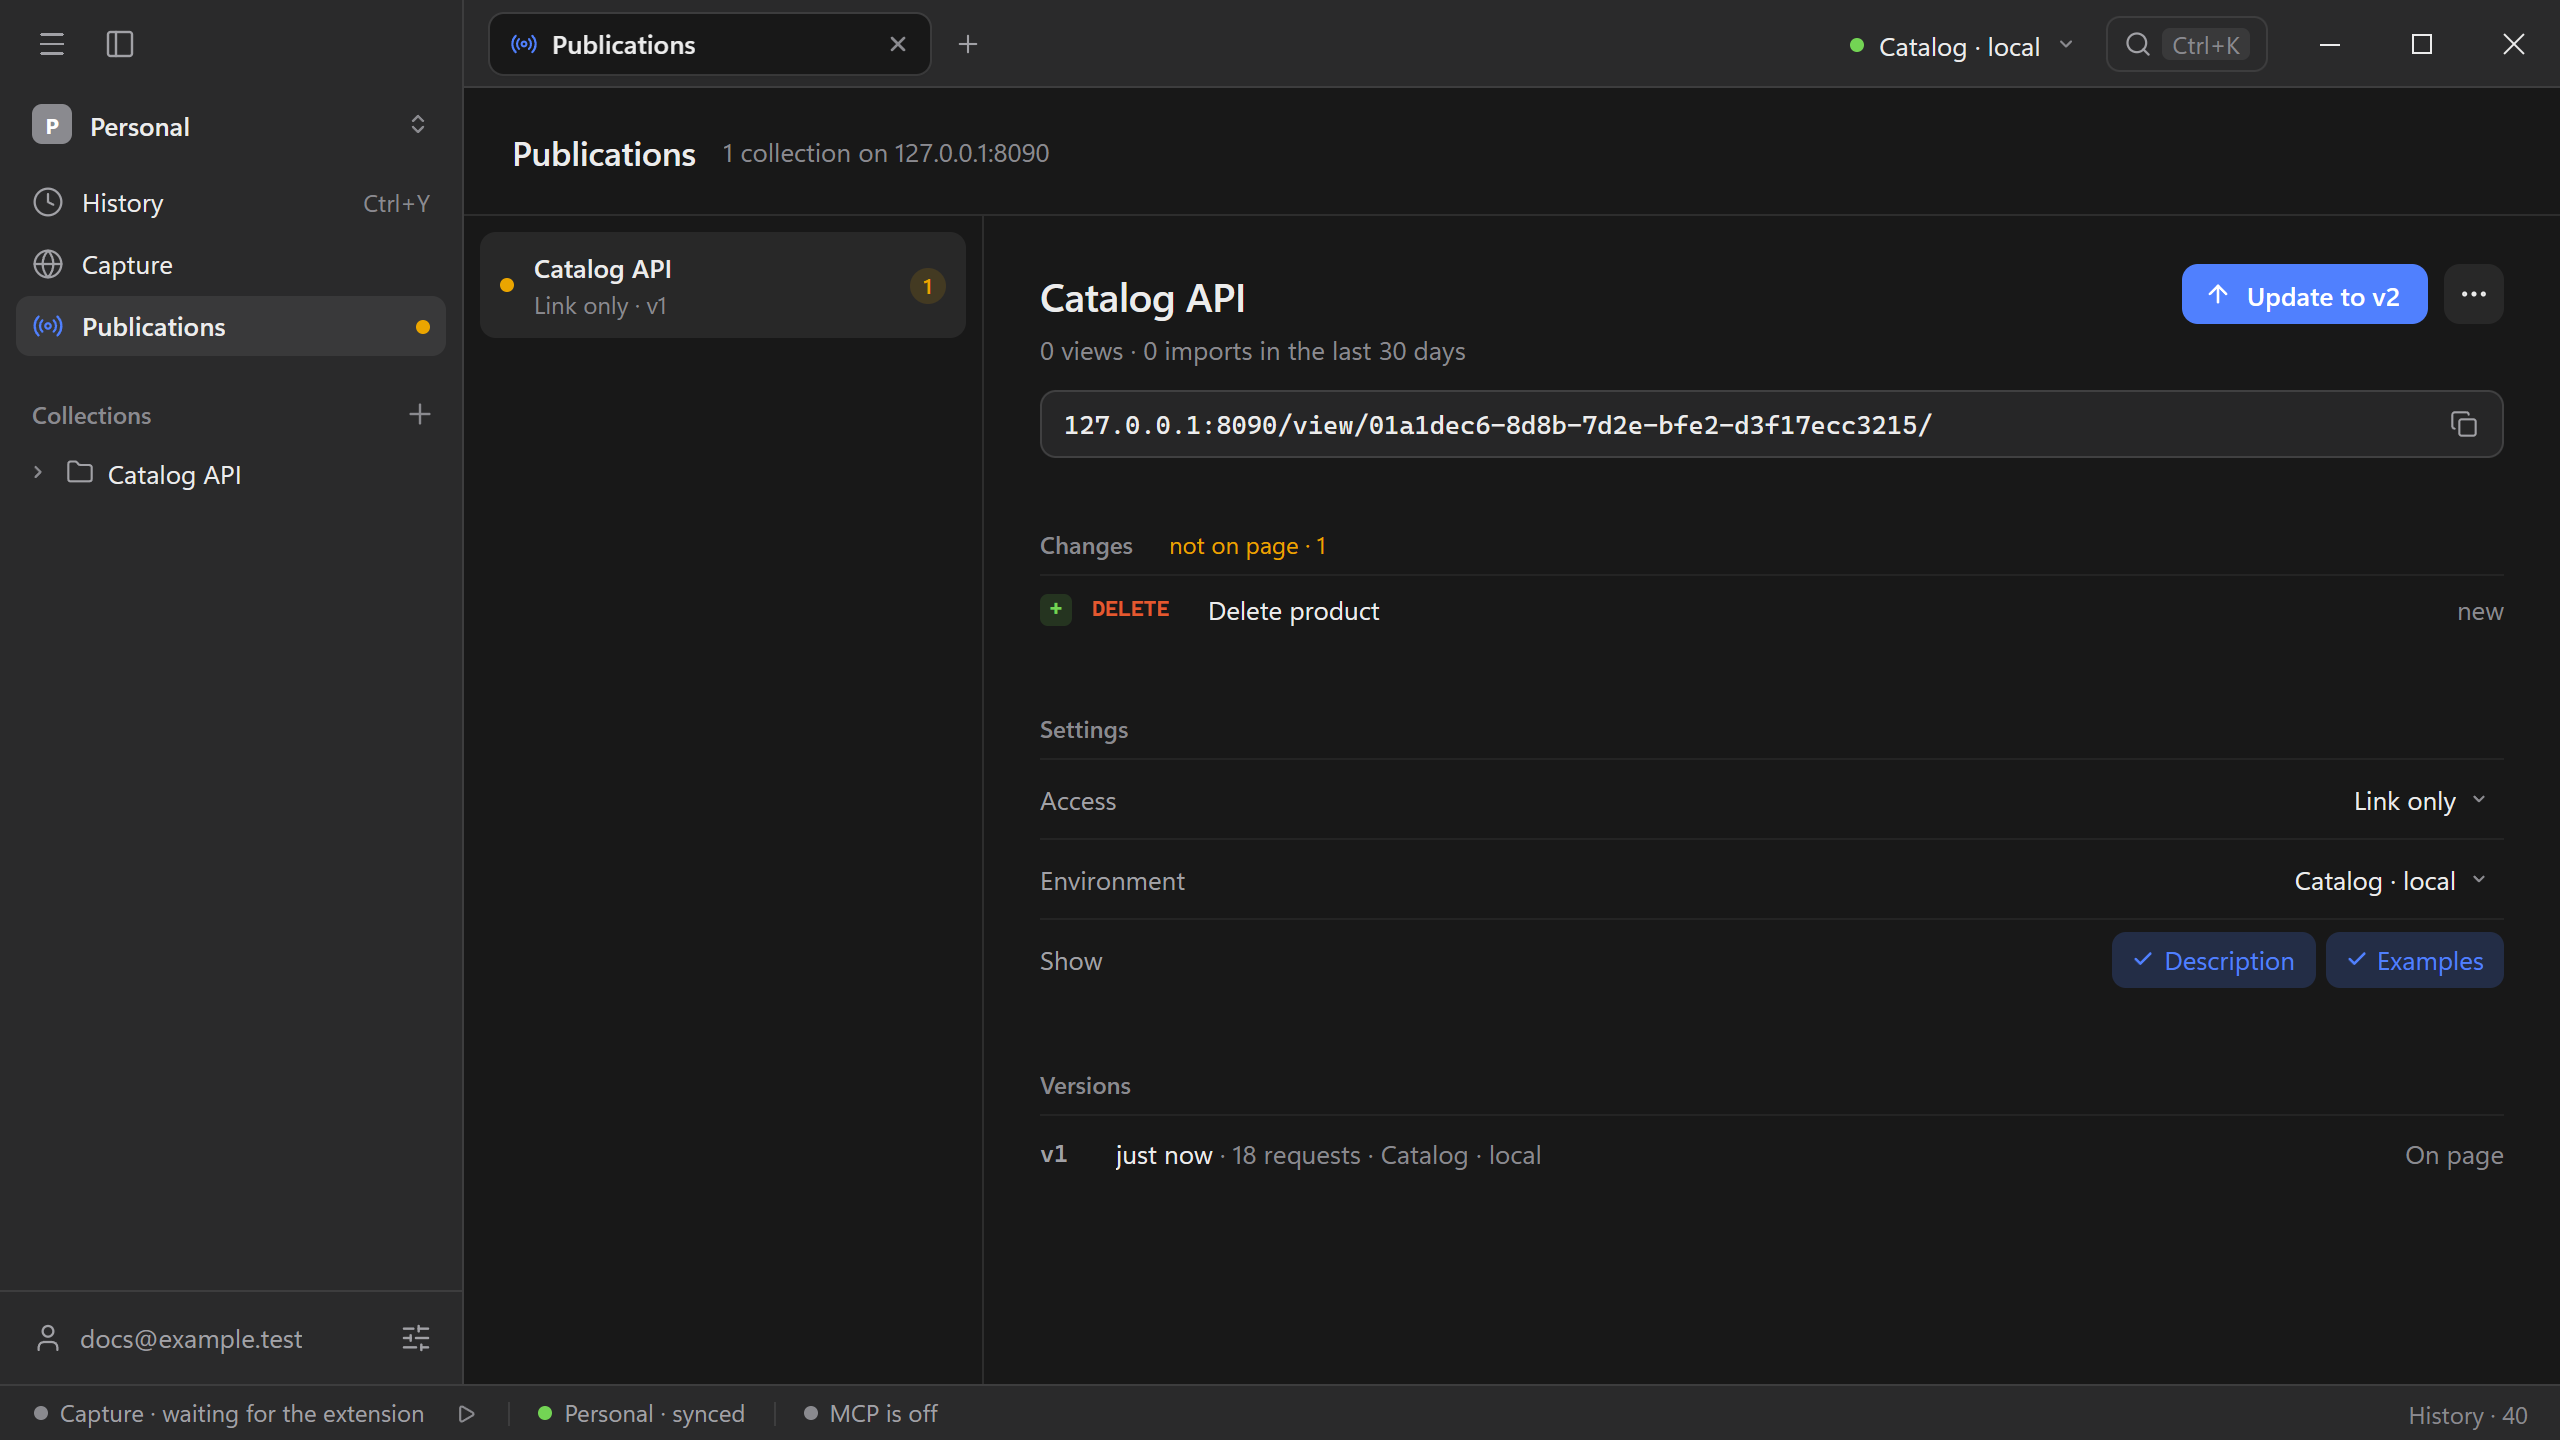 Publications
Catalog · local
Ctrl+K
P
Personal
History
Ctrl+Y
Capture
Publications
Collections
Catalog API
docs@example.test
Publications
1 collection on 127.0.0.1:8090
Catalog API
Link only · v1
1
Catalog API
Update to v2
0 views · 0 imports in the last 30 days
127.0.0.1:8090/view/01a1dec6-8d8b-7d2e-bfe2-d3f17ecc3215/
Changes
not on page · 1
+ DELETE Delete product
new
Settings
Access
Link only
Environment
Catalog · local
Show
Description
Examples
Versions
v1
just now · 18 requests · Catalog · local
On page
Capture · waiting for the extension
Personal · synced
MCP is off
History · 40